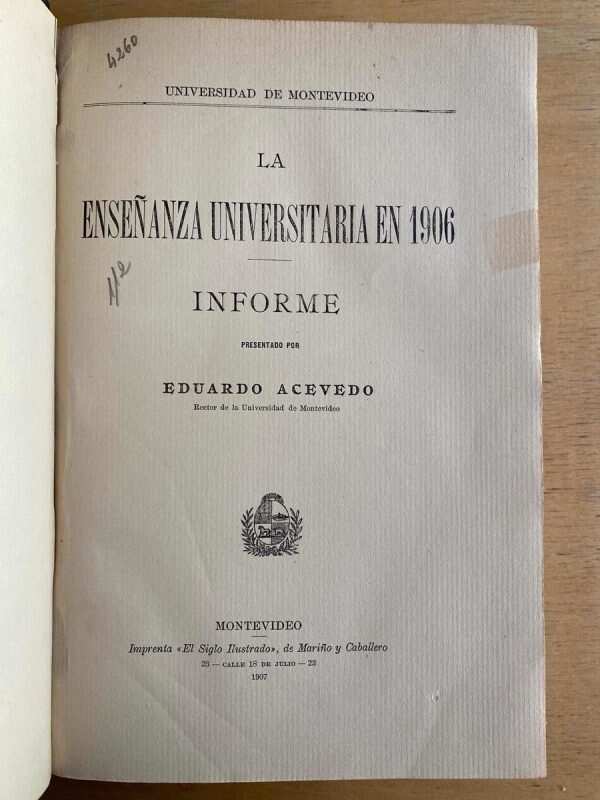 4260
UNIVERSIDAD DE MONTEVIDEO
LA
ENSEÑANZA UNIVERSITARIA EN 1906
INFORME
PRESENTADO POR
EDUARDO ACEVEDO
Rector de la Universidad de Montevideo
MONTEVIDEO
Imprenta «El Siglo Ilustrado», de Mariño y Caballero
23 — CALLE 18 DE JULIO — 23
1907